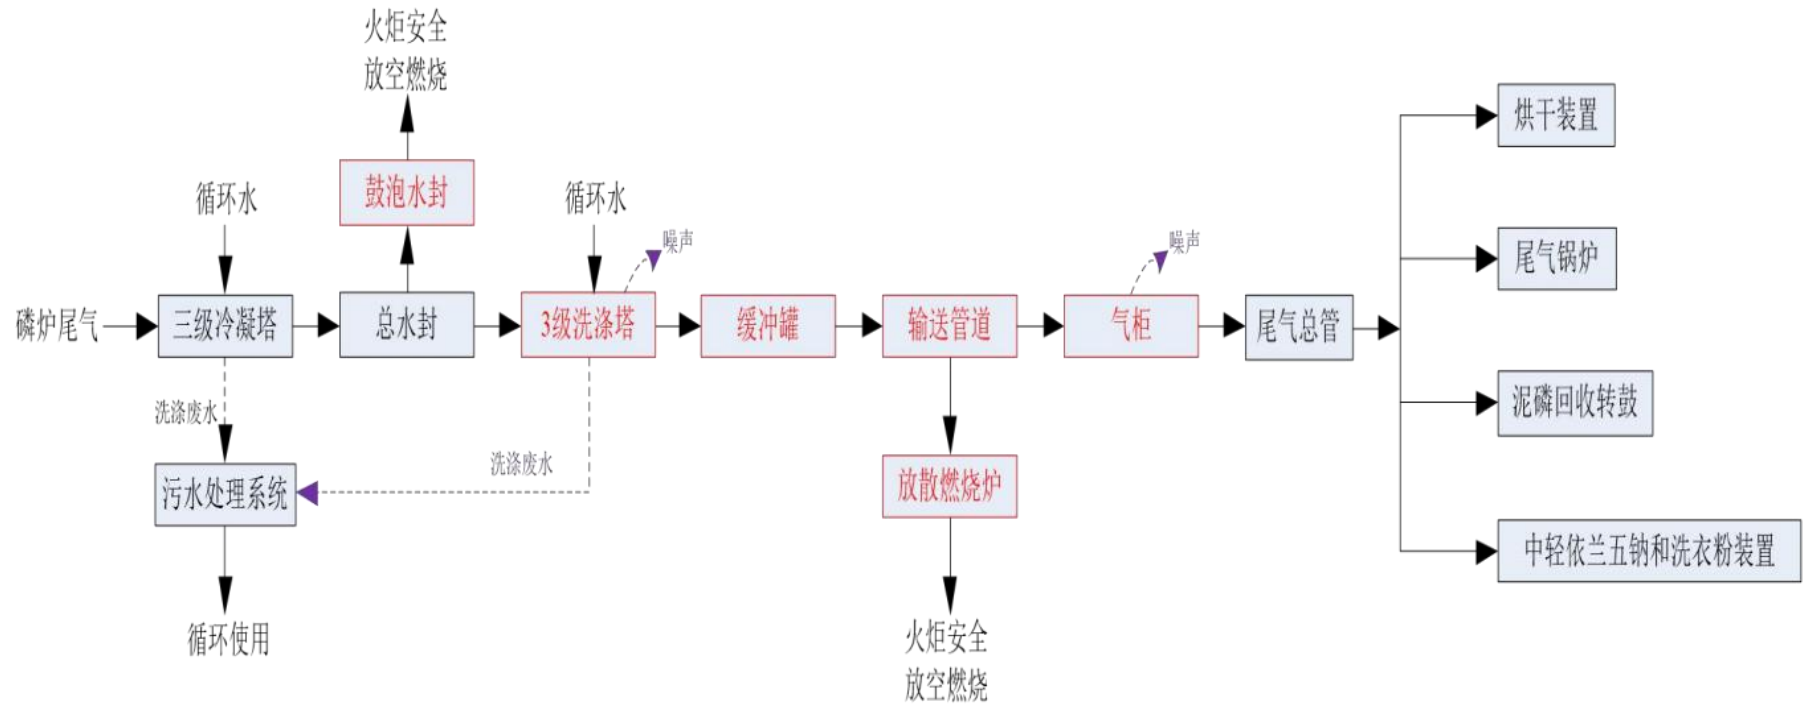 火炬安全
放空燃烧
鼓泡水封
循环水
循环水
噪声
噪声
磷炉尾气
三级冷凝塔
总水封
3级洗涤塔
缓冲罐
输送管道
气柜
尾气总管
烘干装置
尾气锅炉
泥磷回收转鼓
中轻依兰五钠和洗衣粉装置
洗涤废水
洗涤废水
污水处理系统
放散燃烧炉
循环使用
火炬安全
放空燃烧